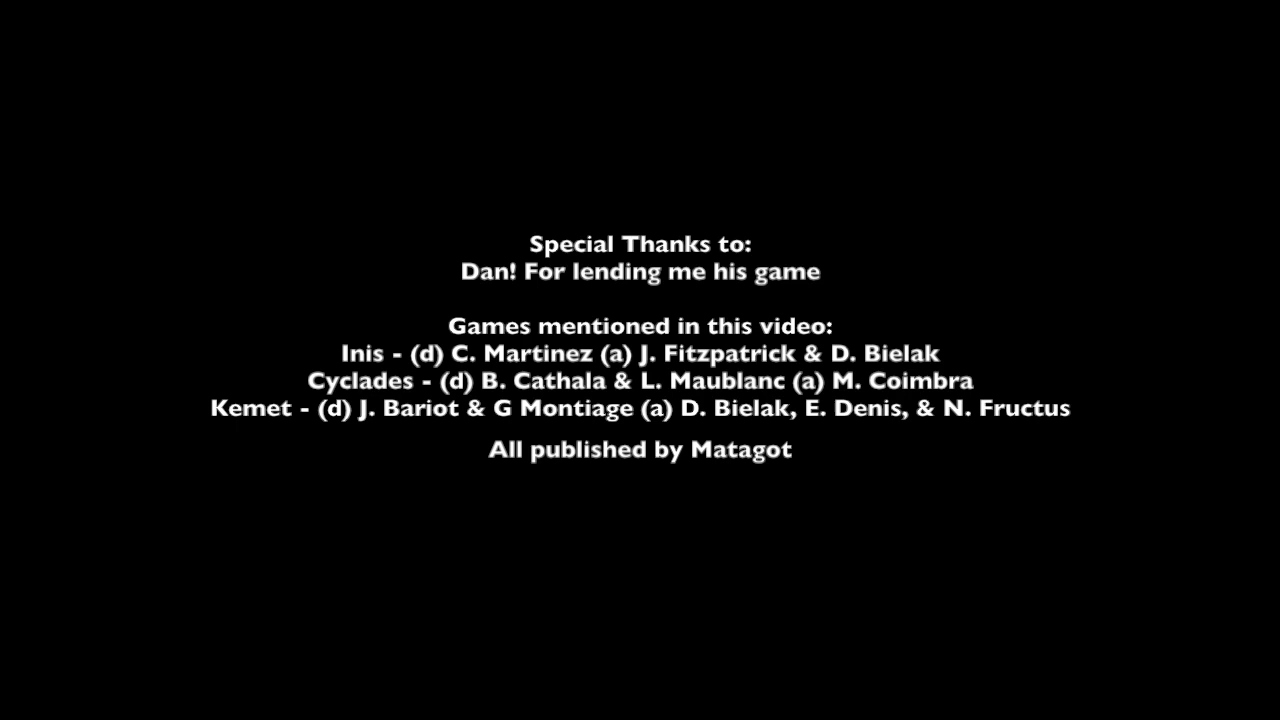 Special Thanks to:
Dan! For lending me his game
Games mentioned in this video:
Inis - (d) C. Martinez (a) J. Fitzpatrick & D. Bielak
Cyclades - (d) B. Cathala & L. Maublanc (a) M. Coimbra
Kemet - (d) J. Bariot & G Montiage (a) D. Bielak, E. Denis, & N. Fructus
All published by Matagot